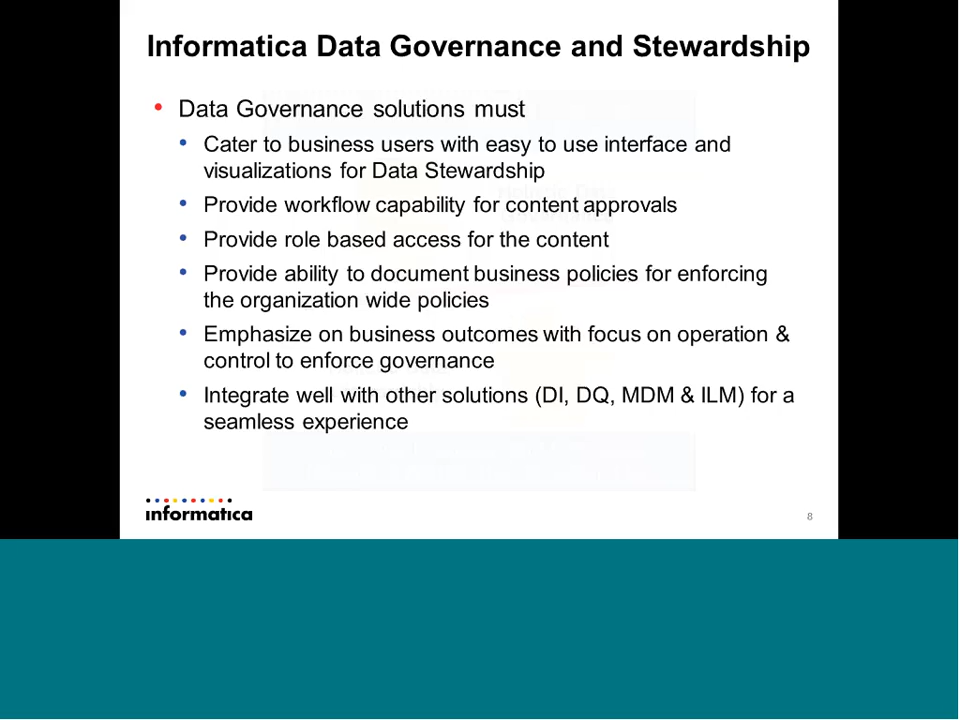 Informatica Data Governance and Stewardship
• Data Governance solutions must
• Cater to business users with easy to use interface and
visualizations for Data Stewardship
• Provide workflow capability for content approvals
• Provide role based access for the content
• Provide ability to document business policies for enforcing
the organization wide policies
• Emphasize on business outcomes with focus on operation &
control to enforce governance
• Integrate well with other solutions (DI, DQ, MDM & ILM) for a
seamless experience
informatica
8